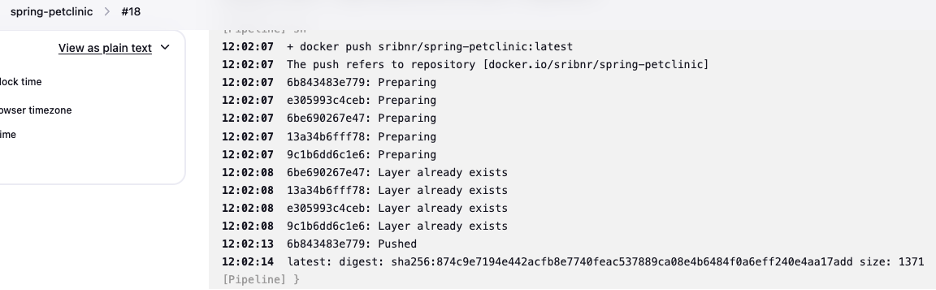 spring-petclinic > #18
View as plain text
lock time
owser timezone
ime
[Pipeline] sh
12:02:07 + docker push sribnr/spring-petclinic:latest
12:02:07 The push refers to repository [docker.io/sribnr/spring-petclinic]
12:02:07 6b843483e779: Preparing
12:02:07 e305993c4ceb: Preparing
12:02:07 6be690267e47: Preparing
12:02:07 13a34b6fff78: Preparing
12:02:07 9c1b6dd6c1e6: Preparing
12:02:08 6be690267e47: Layer already exists
12:02:08 13a34b6fff78: Layer already exists
12:02:08 e305993c4ceb: Layer already exists
12:02:08 9c1b6dd6c1e6: Layer already exists
12:02:13 6b843483e779: Pushed
12:02:14 latest: digest: sha256:874c9e7194e442acfb8e7740feac537889ca08e4b6484f0a6eff240e4aa17add size: 1371
[Pipeline] }